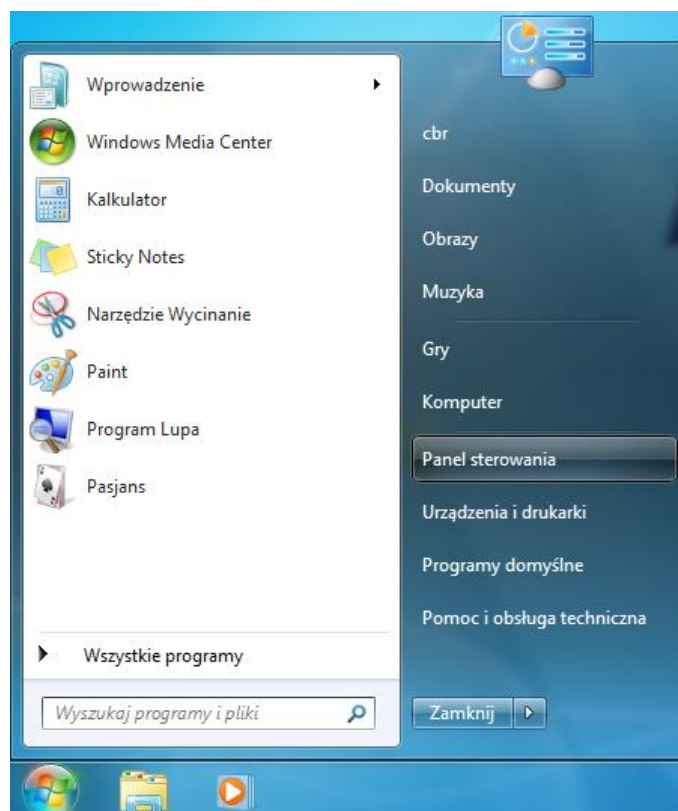 Wprowadzenie
Windows Media Center
Kalkulator
Sticky Notes
Narzędzie Wycinanie
Paint
Program Lupa
Pasjans
Wszystkie programy
Wyszukaj programy i pliki
cbr
Dokumenty
Obrazy
Muzyka
Gry
Komputer
Panel sterowania
Urządzenia i drukarki
Programy domyślne
Pomoc i obsługa techniczna
Zamknij